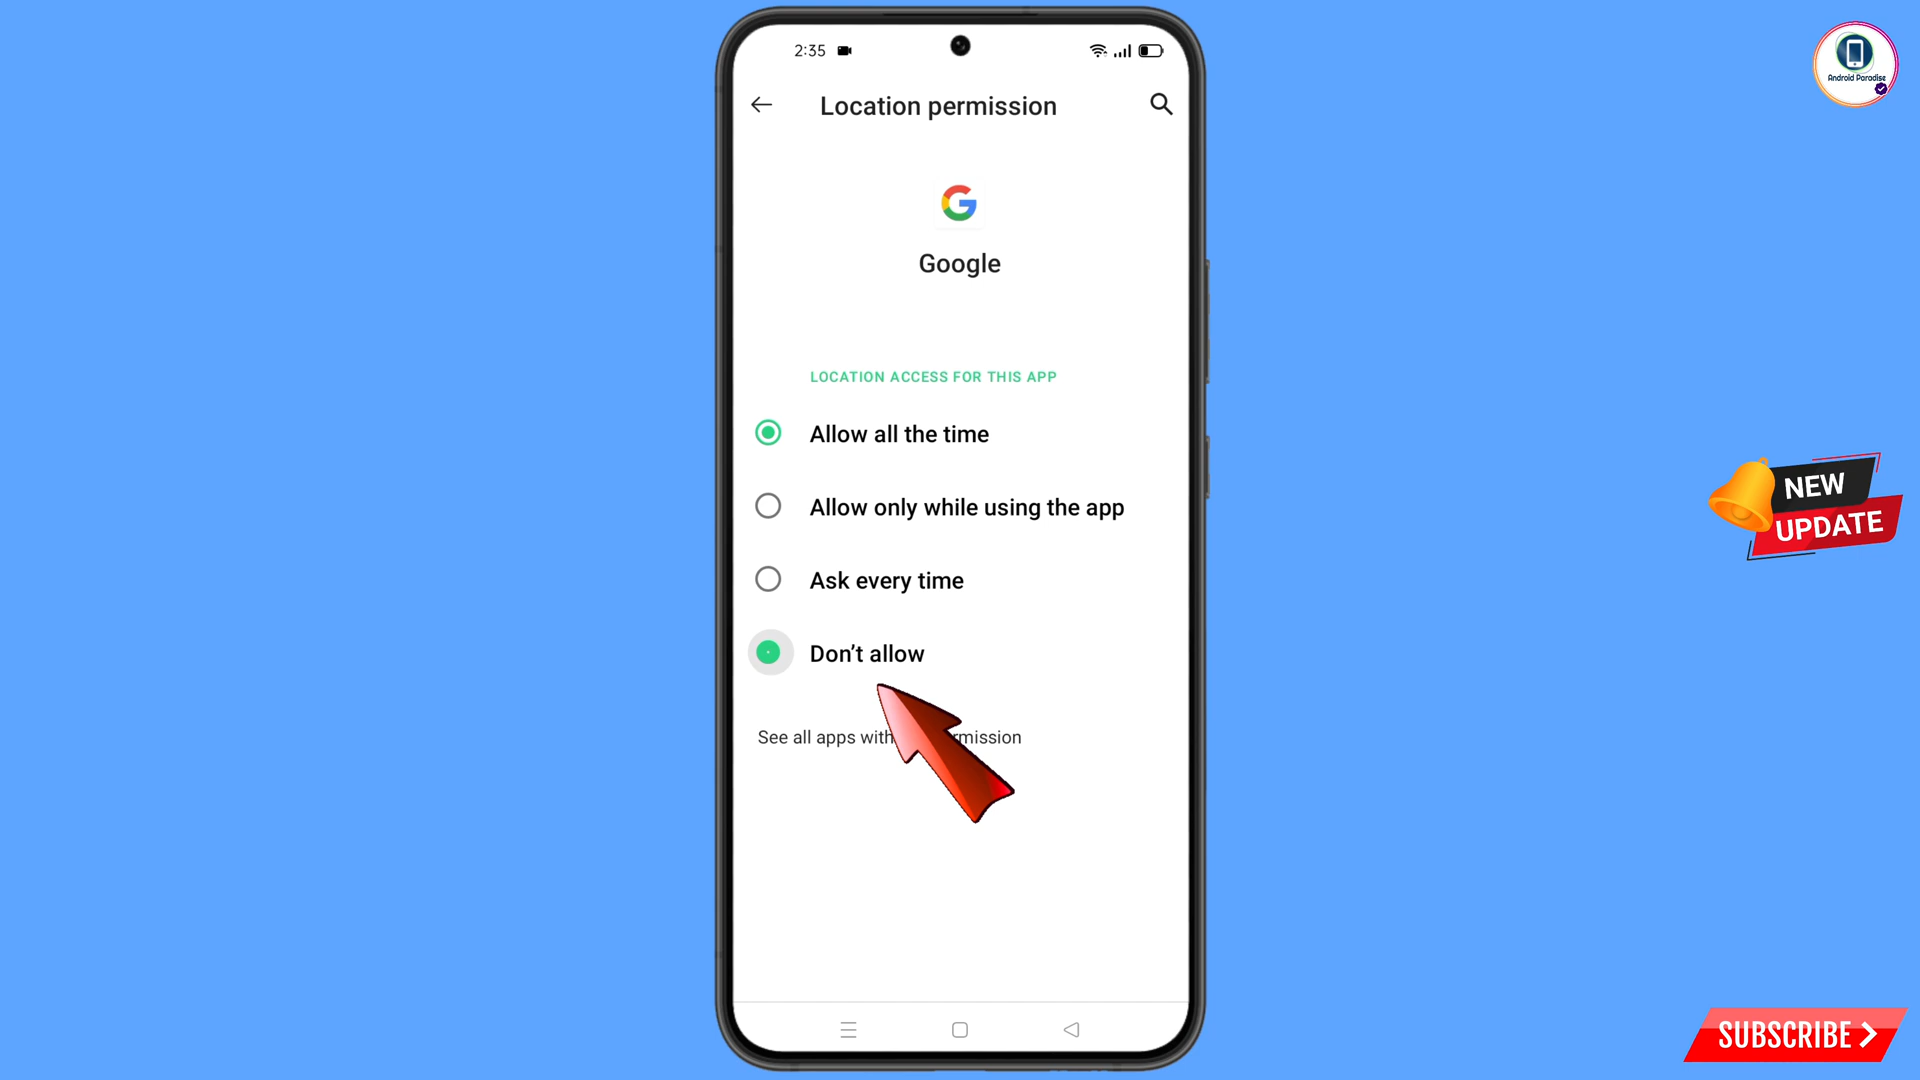 2:35
Android Paradise
Location permission
Google
LOCATION ACCESS FOR THIS APP
Allow all the time
Allow only while using the app
NEW
UPDATE
Ask every time
Don’t allow
See all apps with mission
SUBSCRIBE